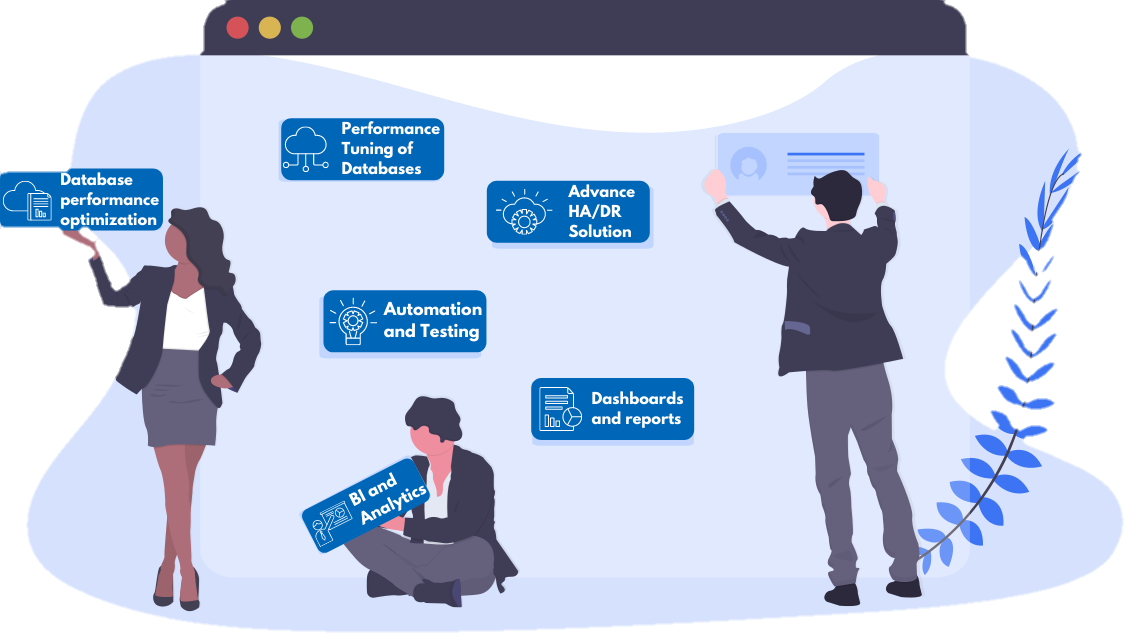 Performance
Tuning of
Databases
Database
performance
optimization
Advance
HA/DR
Solution
Automation
and Testing
Dashboards
and reports
BI and
Analytics